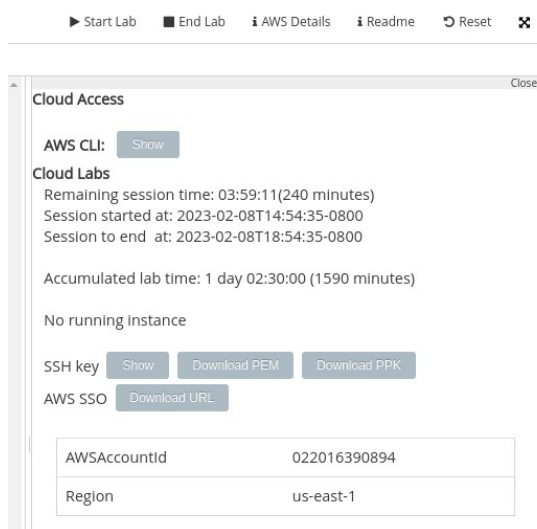 Start Lab End Lab AWS Details Readme Reset
Close
Cloud Access
AWS CLI: Show
Cloud Labs
Remaining session time: 03:59:11(240 minutes)
Session started at: 2023-02-08T14:54:35-0800
Session to end at: 2023-02-08T18:54:35-0800
Accumulated lab time: 1 day 02:30:00 (1590 minutes)
No running instance
SSH key Show Download PEM Download PPK
AWS SSO Download URL
AWSAccountId 022016390894
Region us-east-1